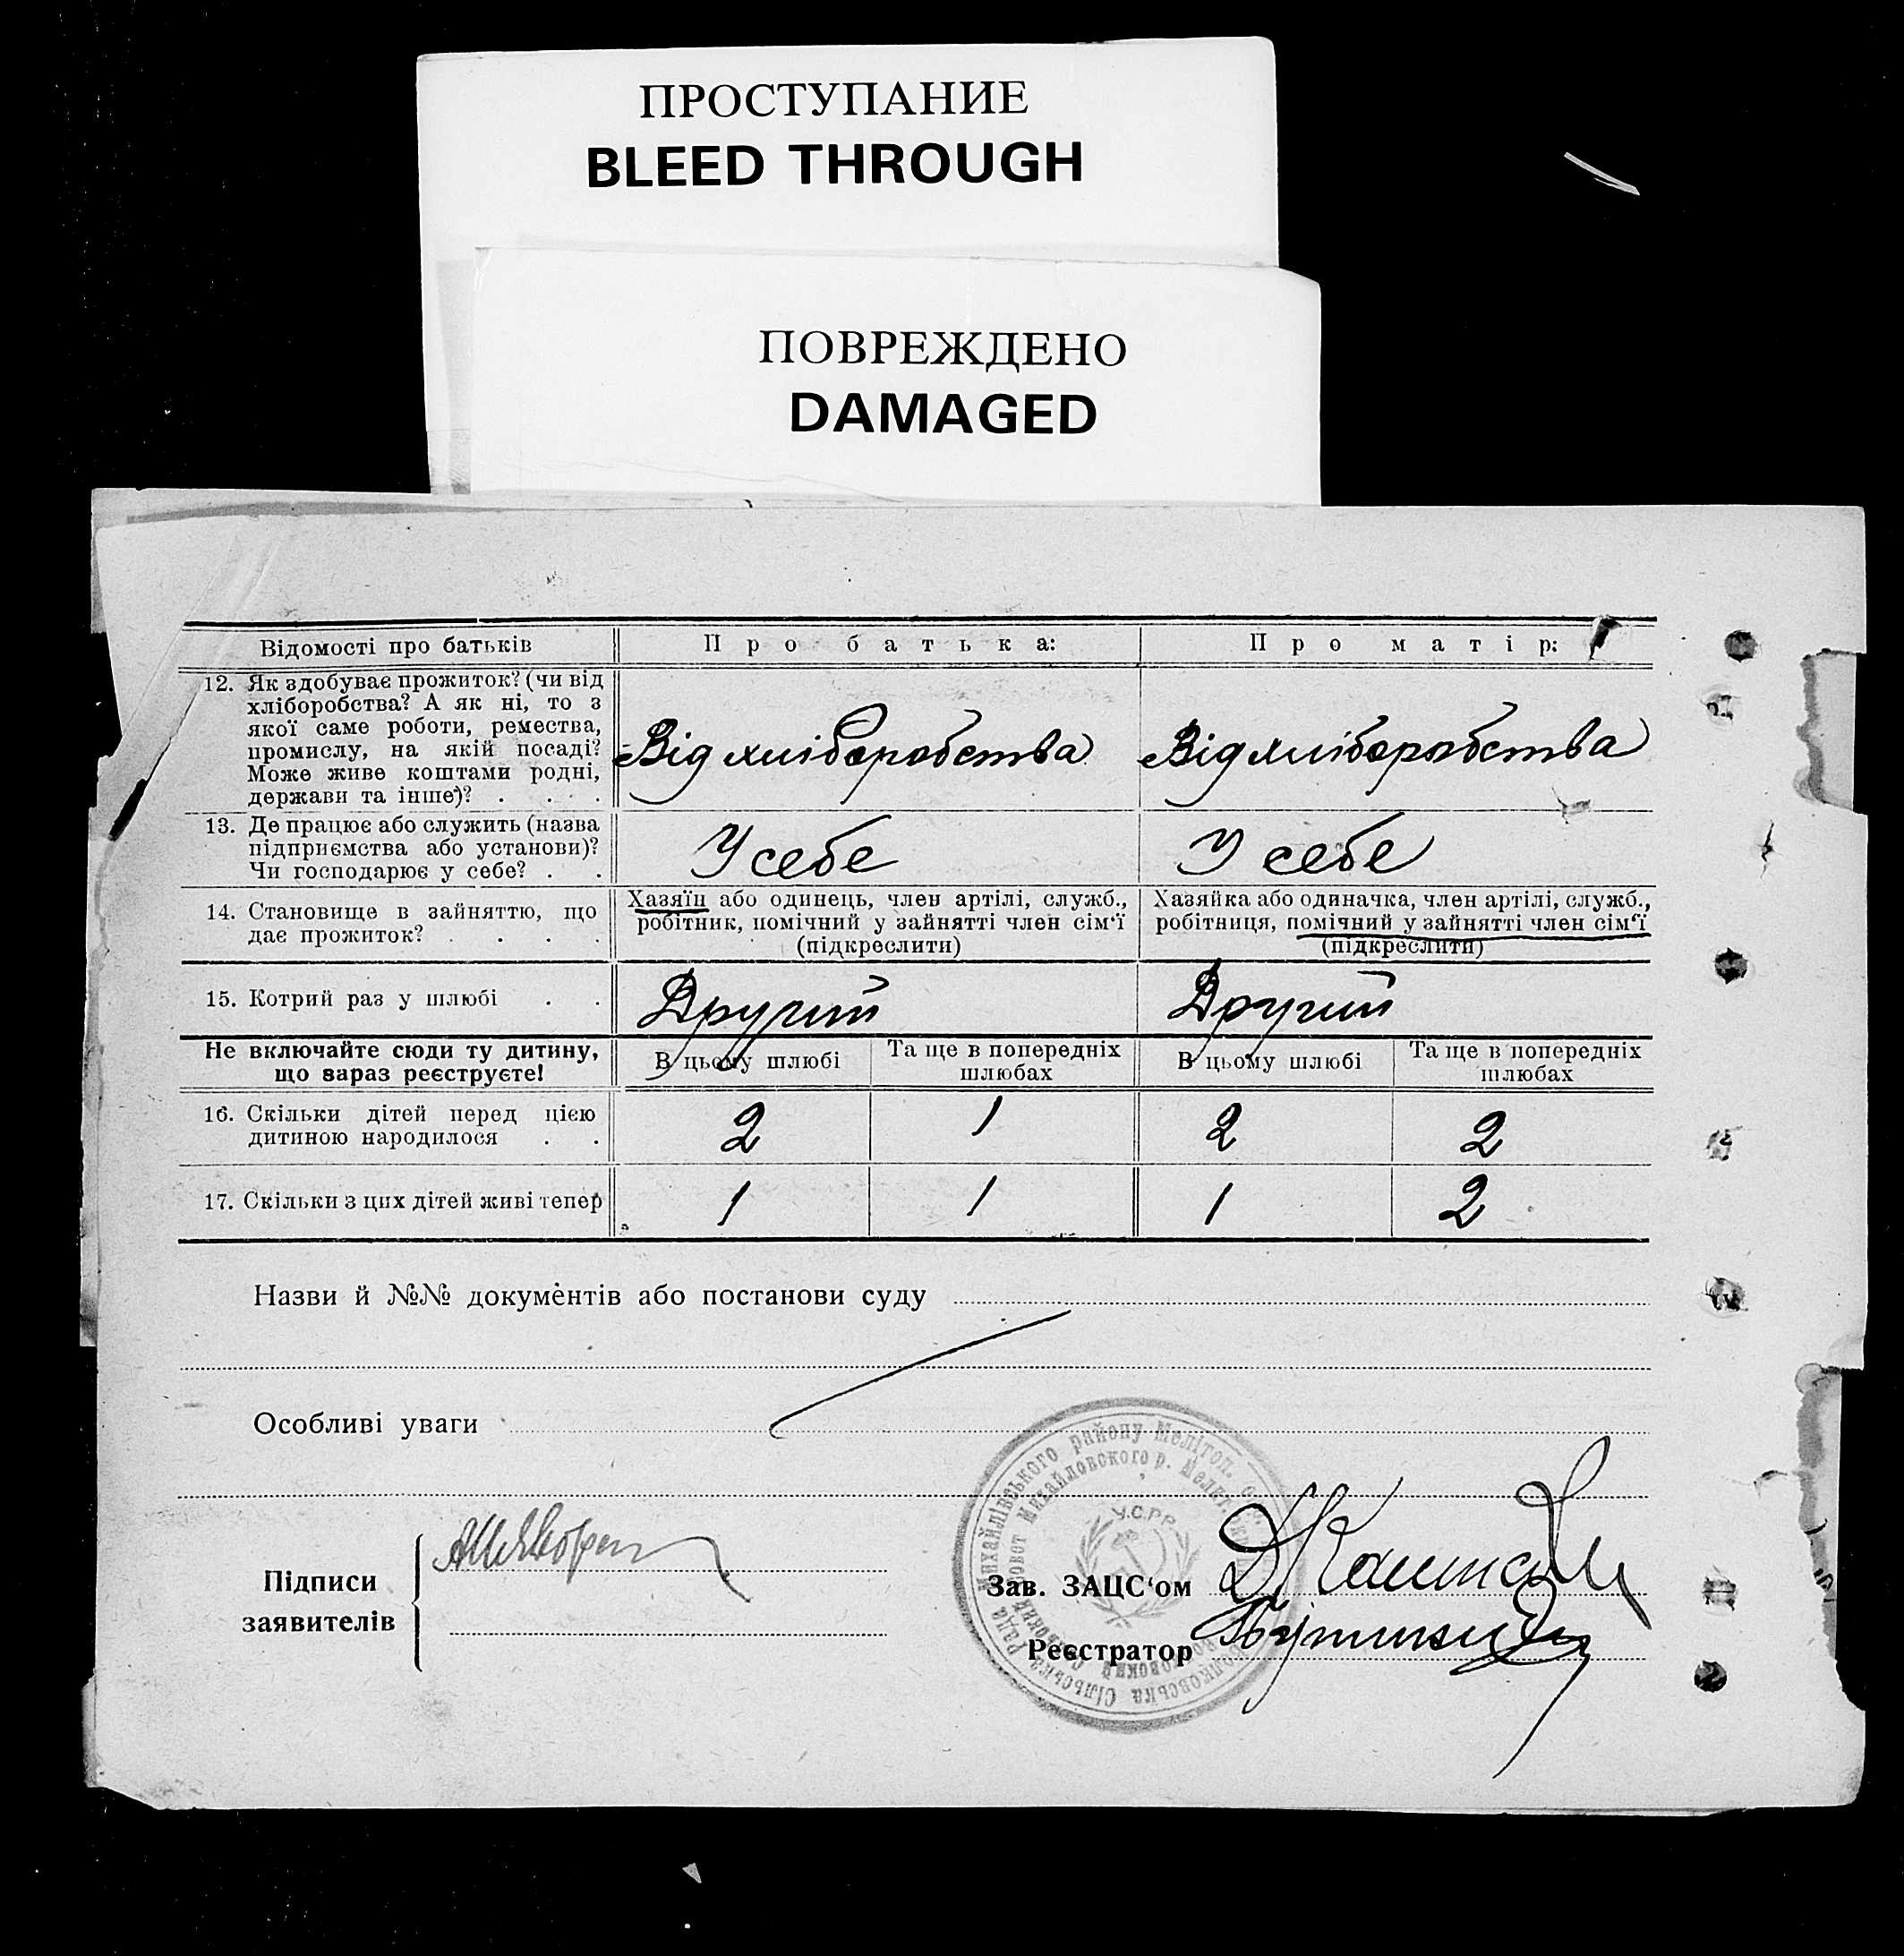 ПРОСТУПАНИЕ
BLEED THROUGH
ПОВРЕЖДЕНО
DAMAGED
Відомості про батьків
Про батька:
Про матір:
12. Як здобуває прожиток? (чи від
хліборобства? А як ні, то з
якої саме роботи, ремества,
промислу, на якій посаді?
Може живе коштами родні,
держави та інше)? . . . .
Від хліборобства
Від хліборобства
13. Де працює або служить (назва
підприємства або установи)?
Чи господарює у себе? . .
У себе
У себе
14. Становище в зайняттю, що
дає прожиток? . . . .
Хазяїн або одинець, член артілі, служб.,
робітник, помічний у зайнятті член сім‘ї
(підкреслити)
Хазяйка або одиначка, член артілі, служб.,
робітниця, помічний у зайнятті член сім‘ї
(підкреслити)
15. Котрий раз у шлюбі . .
Другий
Другий
Не включайте сюди ту дитину,
що вараз реєструєте!
В цьому шлюбі
Та ще в попередніх
шлюбах
В цьому шлюбі
Та ще в попередніх
шлюбах
16. Скільки дітей перед цією
дитиною народилося . .
2
1
2
2
17. Скільки з цих дітей живі тепер
1
1
1
2
Назви й №№ документів або постанови суду
Особливі уваги
Підписи
заявителів
Зав. ЗАЦС‘ом
Реєстратор
Сільська Рада Михайлівського району Мелітоп.
Михайловского р. Мелит.
У.С.Р.Р.